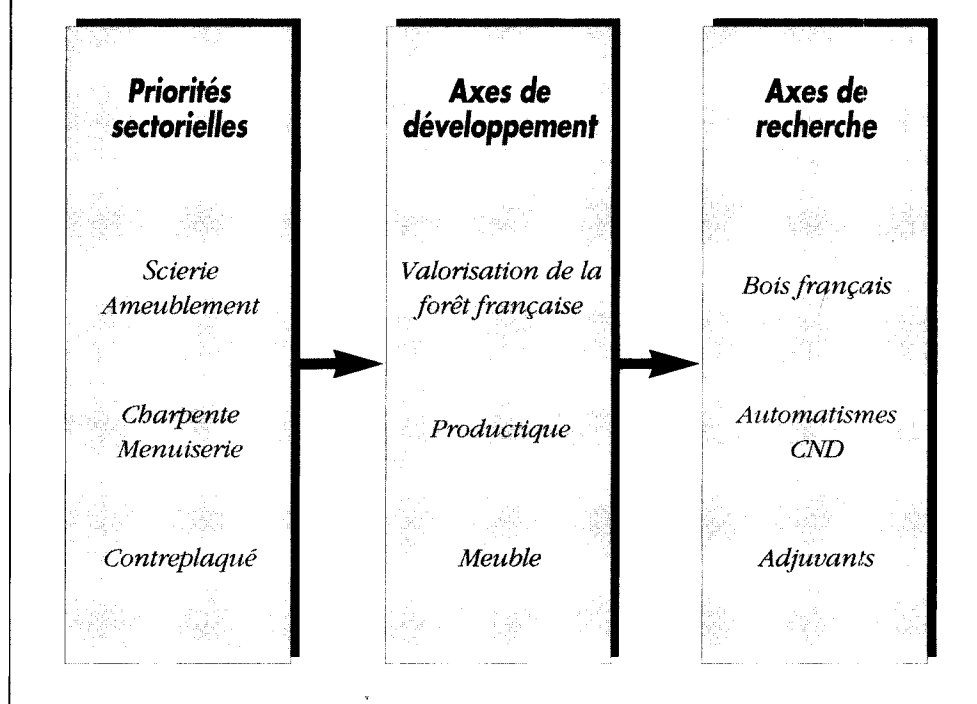 Priorités
sectorielles
Scierie
Ameublement
Charpente
Menuiserie
Contreplaqué
Axes de
développement
Valorisation de la
forêt française
Productique
Meuble
Axes de
recherche
Bois français
Automatismes
CND
Adjuvants